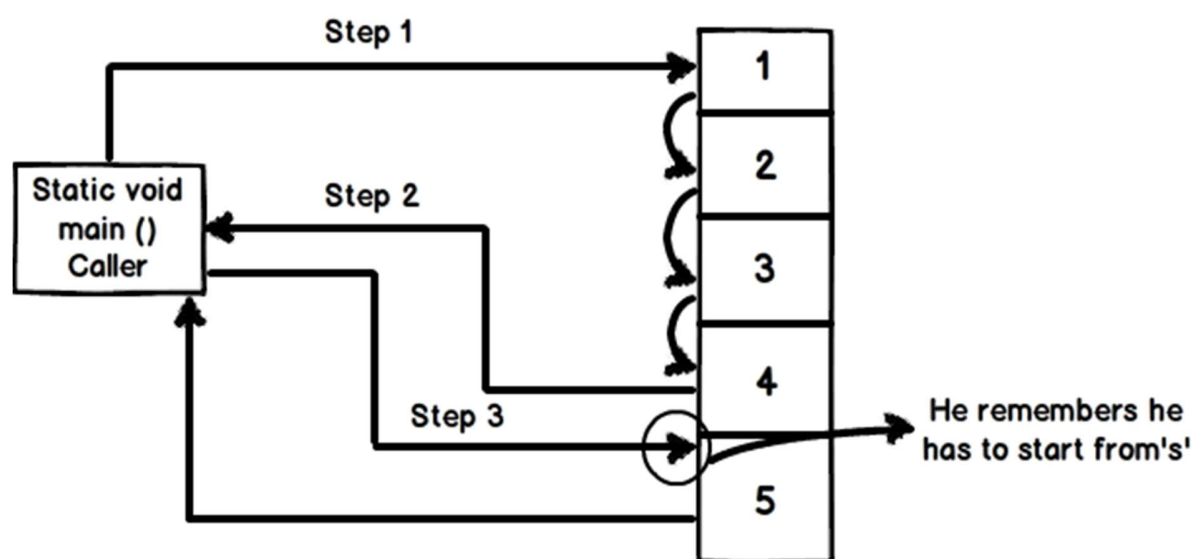 Step 1
1
2
Static void
main ()
Caller
Step 2
3
4
Step 3
He remembers he
has to start from's'
5